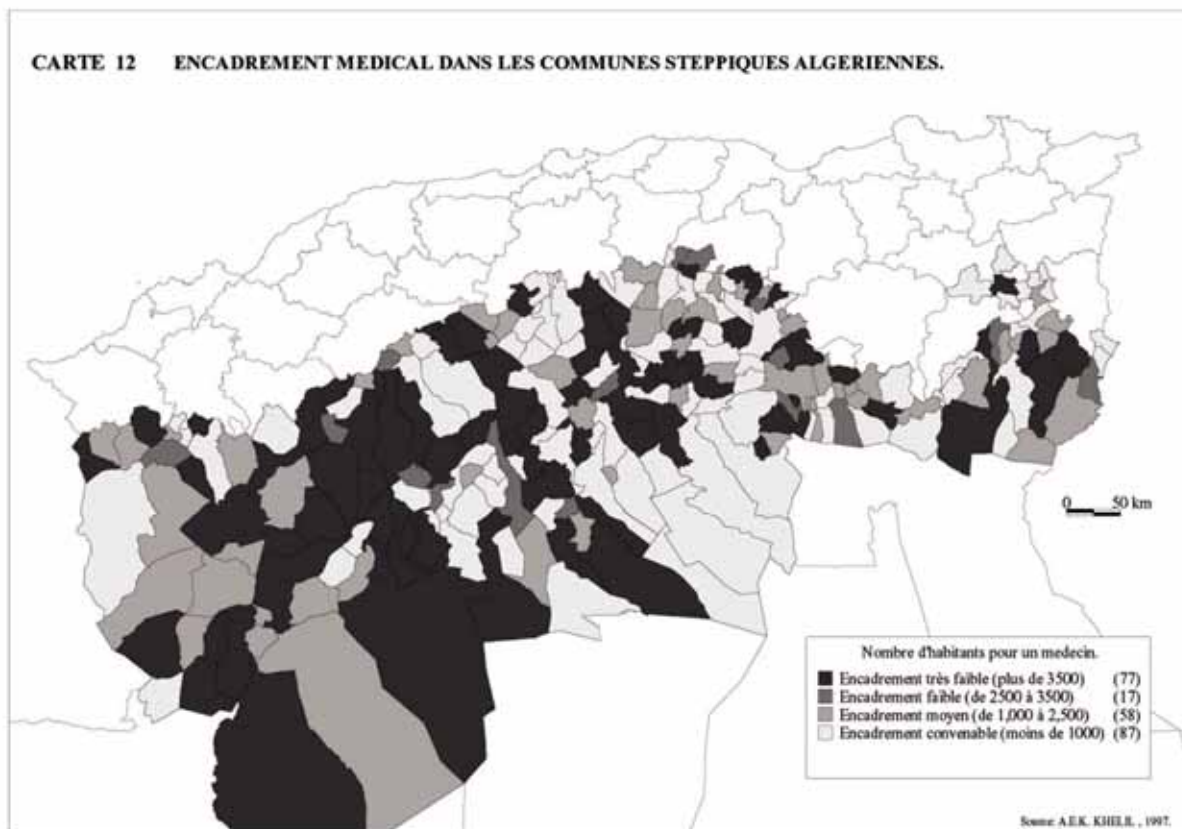 CARTE 12 ENCADREMENT MEDICAL DANS LES COMMUNES STEPPIQUES ALGERIENNES.
0 50 km
Nombre d'habitants pour un medecin.
Encadrement très faible (plus de 3500) (77)
Encadrement faible (de 2500 à 3500) (17)
Encadrement moyen (de 1,000 à 2,500) (58)
Encadrement convenable (moins de 1000) (87)
Source: A.E.K. KHELIL , 1997.